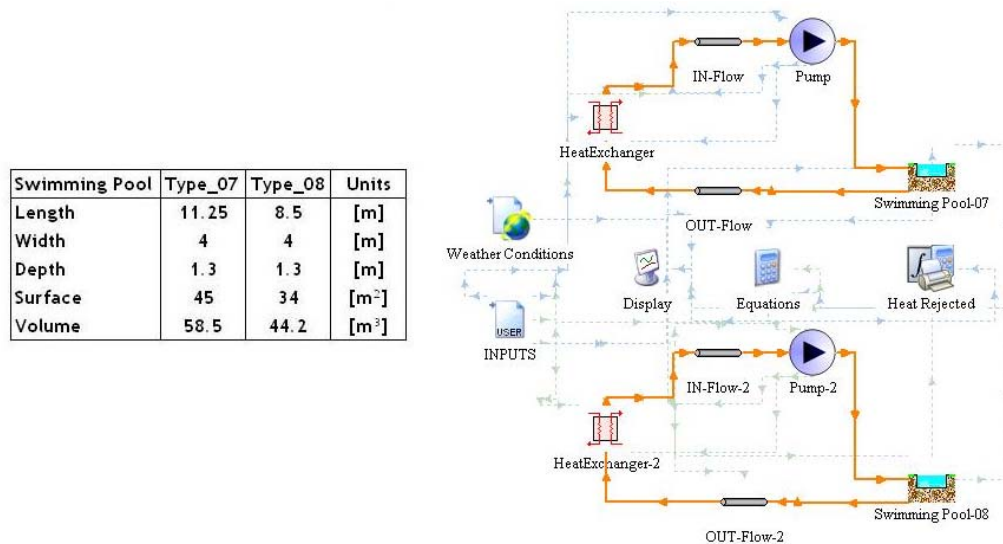 Swimming Pool Type_07 Type_08 Units
Length 11.25 8.5 [m]
Width 4 4 [m]
Depth 1.3 1.3 [m]
Surface 45 34 [m²]
Volume 58.5 44.2 [m³]
IN-Flow
Pump
HeatExchanger
OUT-Flow
Swimming Pool-07
Weather Conditions
Display
Equations
Heat Rejected
USER
INPUTS
IN-Flow-2
Pump-2
HeatExchanger-2
OUT-Flow-2
Swimming Pool-08